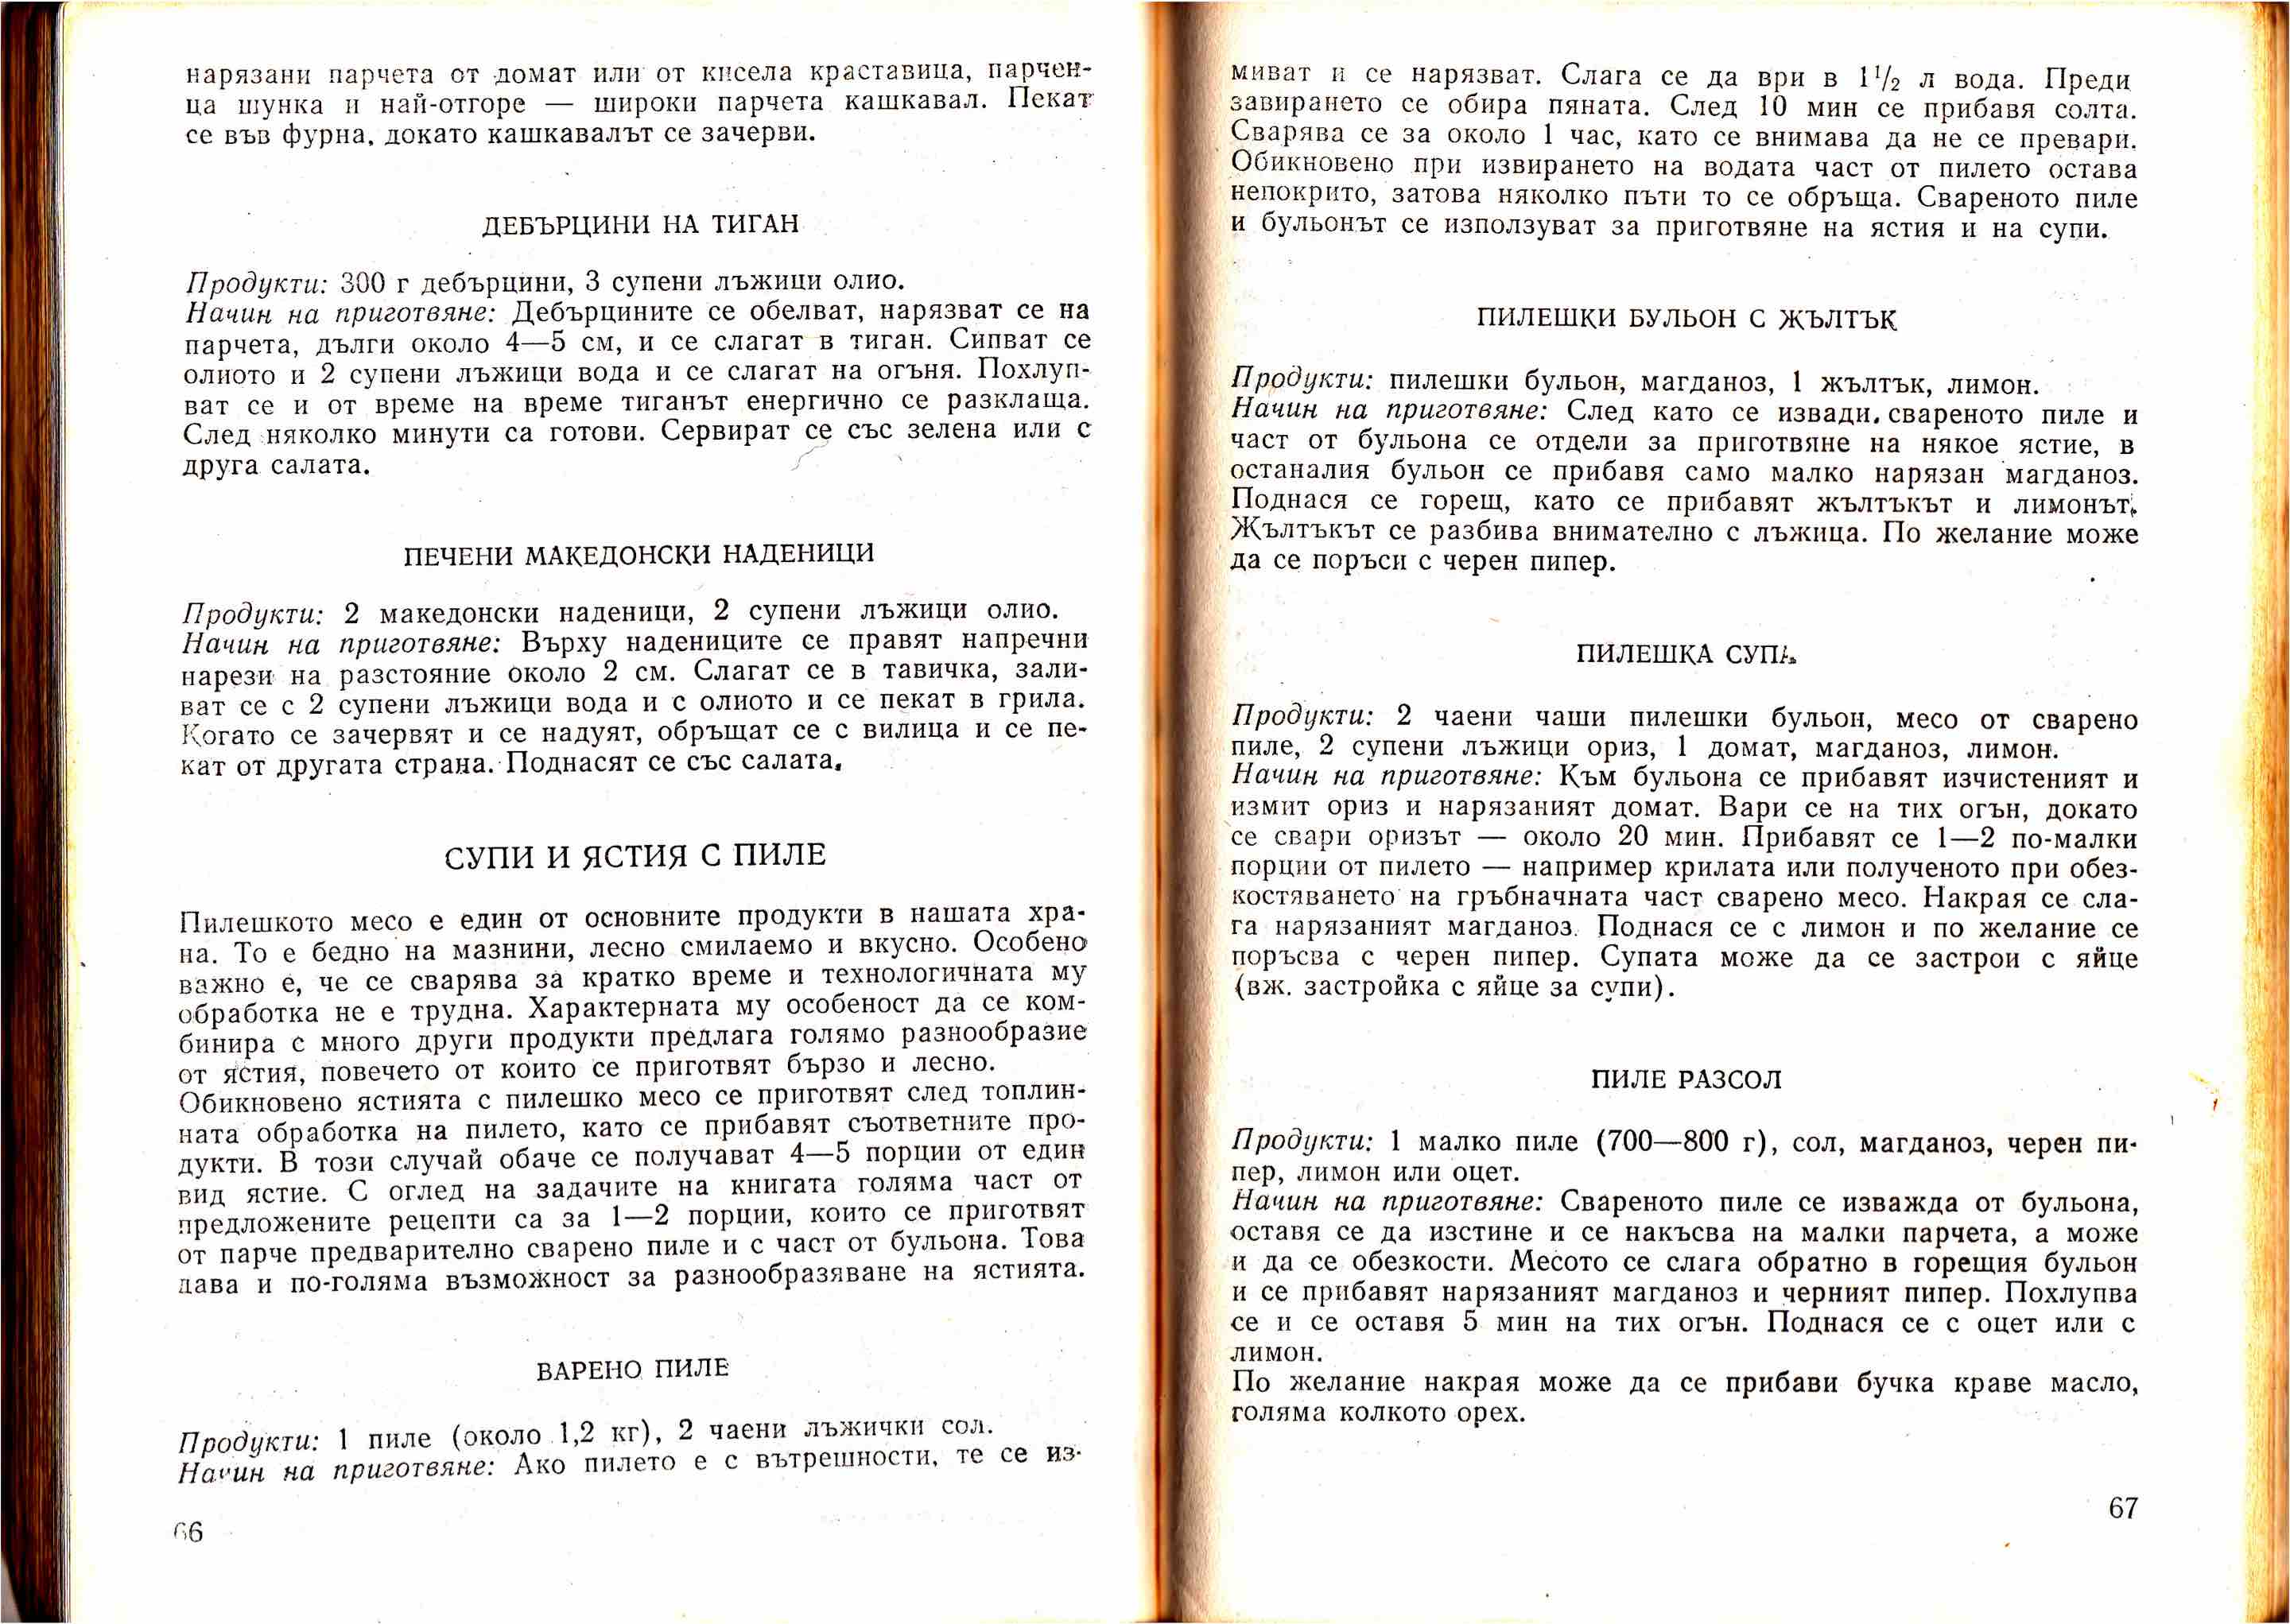 нарязани парчета от домат или от кисела краставица, парчен-
ца шунка и най-отгоре — широки парчета кашкавал. Пекат
се във фурна, докато кашкавалът се зачерви.
ДЕБЪРЦИНИ НА ТИГАН
Продукти: 300 г дебърцини, 3 супени лъжици олио.
Начин на приготвяне: Дебърцините се обелват, нарязват се на
парчета, дълги около 4—5 см, и се слагат в тиган. Сипват се
олиото и 2 супени лъжици вода и се слагат на огъня. Похлуп-
ват се и от време на време тиганът енергично се разклаща.
След няколко минути са готови. Сервират се със зелена или с
друга салата.
ПЕЧЕНИ МАКЕДОНСКИ НАДЕНИЦИ
Продукти: 2 македонски наденици, 2 супени лъжици олио.
Начин на приготвяне: Върху надениците се правят напречни
нарези на разстояние около 2 см. Слагат се в тавичка, зали-
ват се с 2 супени лъжици вода и с олиото и се пекат в грила.
Когато се зачервят и се надуят, обръщат се с вилица и се пе-
кат от другата страна. Поднасят се със салата.
СУПИ И ЯСТИЯ С ПИЛЕ
Пилешкото месо е един от основните продукти в нашата хра-
на. То е бедно на мазнини, лесно смилаемо и вкусно. Особено
важно е, че се сварява за кратко време и технологичната му
обработка не е трудна. Характерната му особеност да се ком-
бинира с много други продукти предлага голямо разнообразие
от ястия, повечето от които се приготвят бързо и лесно.
Обикновено ястията с пилешко месо се приготвят след топлин-
ната обработка на пилето, като се прибавят съответните про-
дукти. В този случай обаче се получават 4—5 порции от един
вид ястие. С оглед на задачите на книгата голяма част от
предложените рецепти са за 1—2 порции, които се приготвят
от парче предварително сварено пиле и с част от бульона. Това
дава и по-голяма възможност за разнообразяване на ястията.
ВАРЕНО ПИЛЕ
Продукти: 1 пиле (около 1,2 кг), 2 чаени лъжички сол.
Начин на приготвяне: Ако пилето е с вътрешности, те се из-
66
миват и се нарязват. Слага се да ври в 1 1/2 л вода. Преди
завирането се обира пяната. След 10 мин се прибавя солта.
Сварява се за около 1 час, като се внимава да не се превари.
Обикновено при извирането на водата част от пилето остава
непокрито, затова няколко пъти то се обръща. Свареното пиле
и бульонът се използуват за приготвяне на ястия и на супи.
ПИЛЕШКИ БУЛЬОН С ЖЪЛТЪК
Продукти: пилешки бульон, магданоз, 1 жълтък, лимон.
Начин на приготвяне: След като се извади свареното пиле и
част от бульона се отдели за приготвяне на някое ястие, в
останалия бульон се прибавя само малко нарязан магданоз.
Поднася се горещ, като се прибавят жълтъкът и лимонът.
Жълтъкът се разбива внимателно с лъжица. По желание може
да се поръси с черен пипер.
ПИЛЕШКА СУПА
Продукти: 2 чаени чаши пилешки бульон, месо от сварено
пиле, 2 супени лъжици ориз, 1 домат, магданоз, лимон.
Начин на приготвяне: Към бульона се прибавят изчистеният и
измит ориз и нарязаният домат. Вари се на тих огън, докато
се свари оризът — около 20 мин. Прибавят се 1—2 по-малки
порции от пилето — например крилата или полученото при обез-
костяването на гръбначната част сварено месо. Накрая се сла-
га нарязаният магданоз. Поднася се с лимон и по желание се
поръсва с черен пипер. Супата може да се застрои с яйце
(вж. застройка с яйце за супи).
ПИЛЕ РАЗСОЛ
Продукти: 1 малко пиле (700—800 г), сол, магданоз, черен пи-
пер, лимон или оцет.
Начин на приготвяне: Свареното пиле се изважда от бульона,
оставя се да изстине и се накъсва на малки парчета, а може
и да се обезкости. Месото се слага обратно в горещия бульон
и се прибавят нарязаният магданоз и черният пипер. Похлупва
се и се оставя 5 мин на тих огън. Поднася се с оцет или с
лимон.
По желание накрая може да се прибави бучка краве масло,
голяма колкото орех.
67